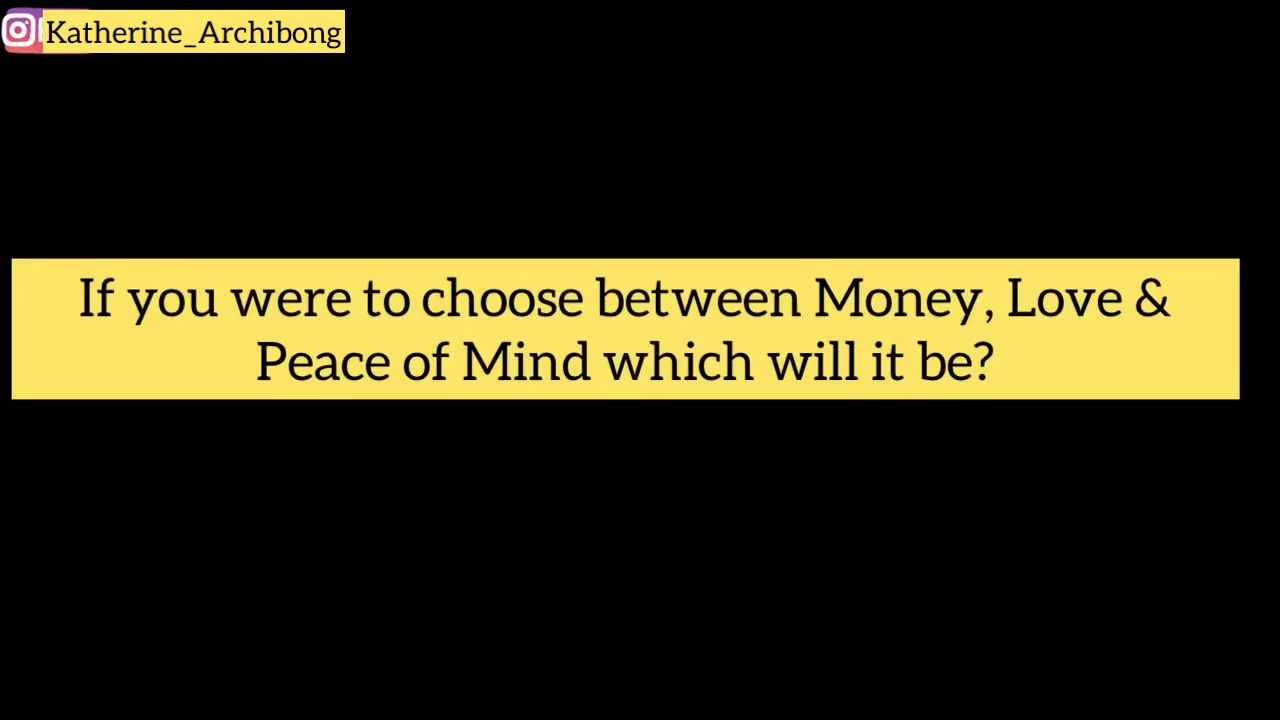 Katherine_Archibong
If you were to choose between Money, Love &
Peace of Mind which will it be?